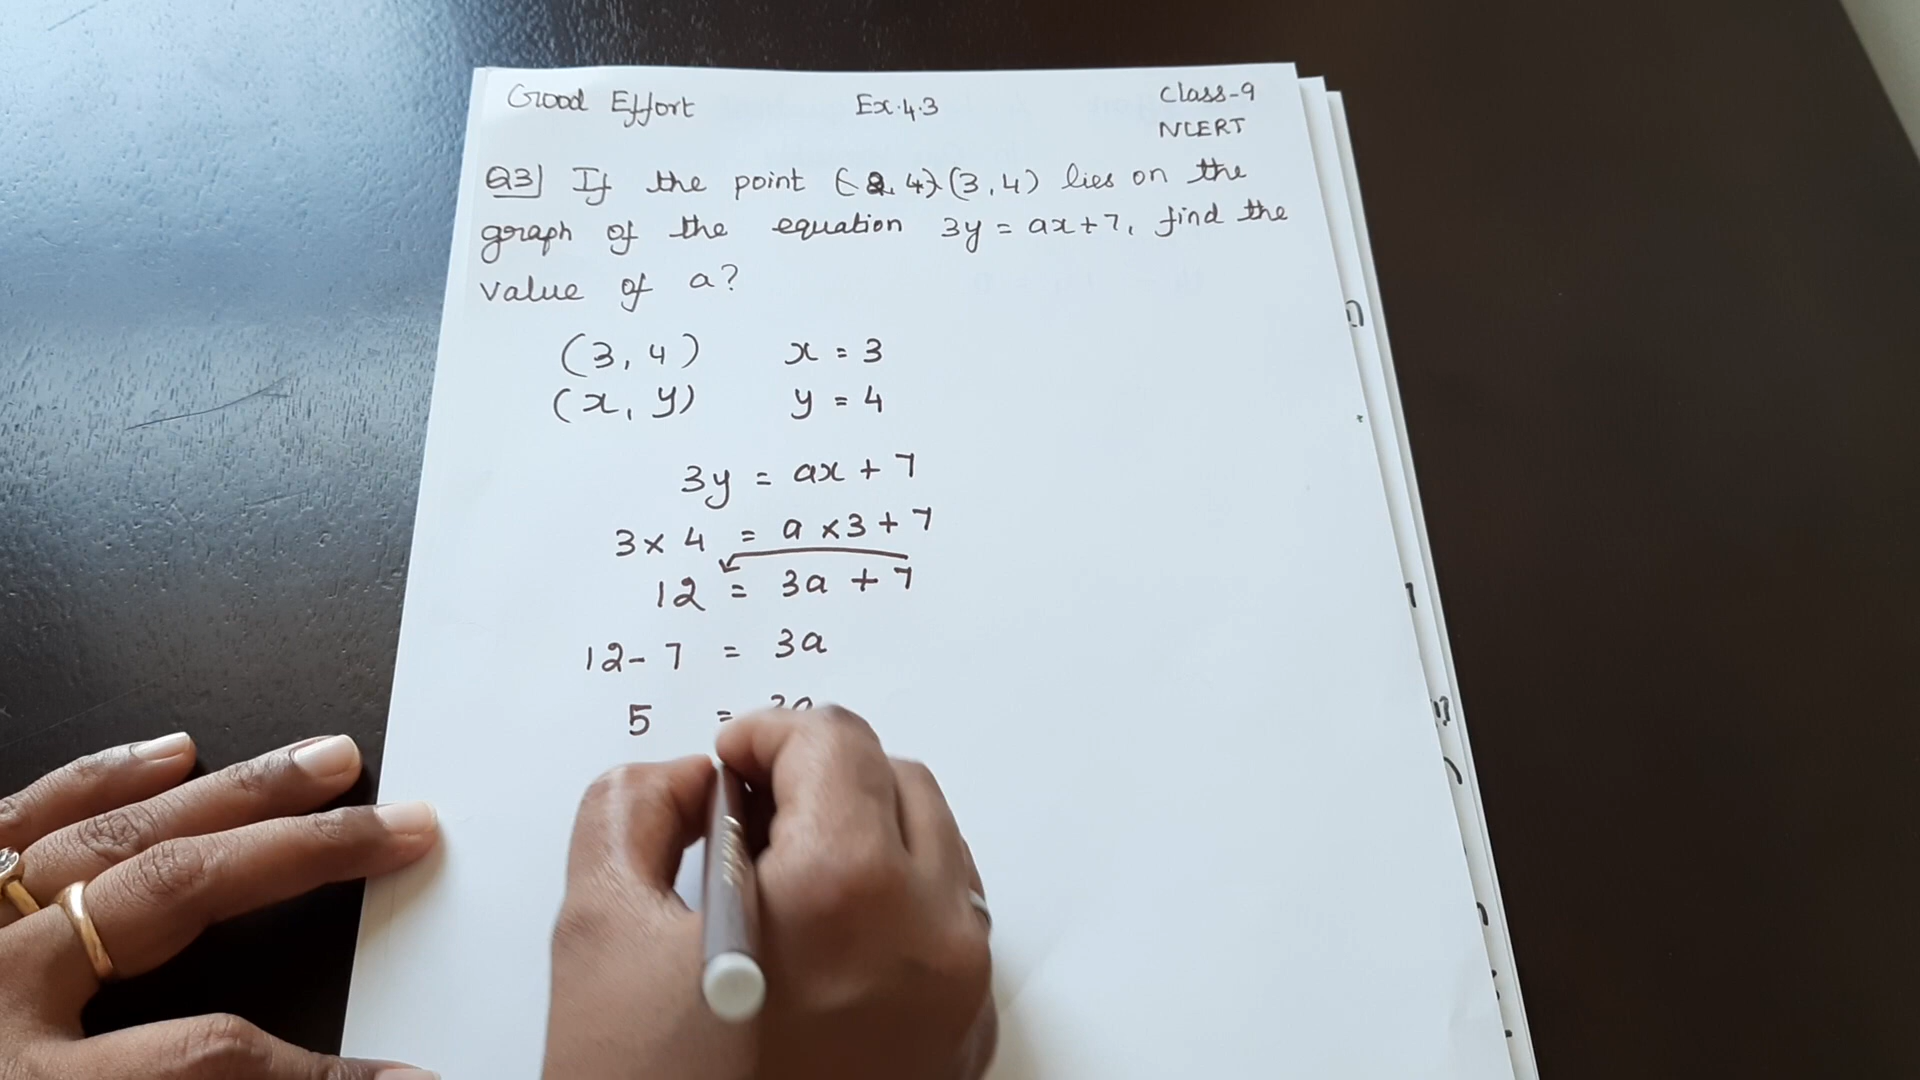 Good Effort Ex.4.3 Class-9
NCERT
Q3] If the point (3,4) lies on the
graph of the equation 3y = ax+7, find the
value of a?
(3, 4) x = 3
(x, y) y = 4
3y = ax + 7
3 x 4 = a x 3 + 7
12 = 3a + 7
12 - 7 = 3a
5 = 3a